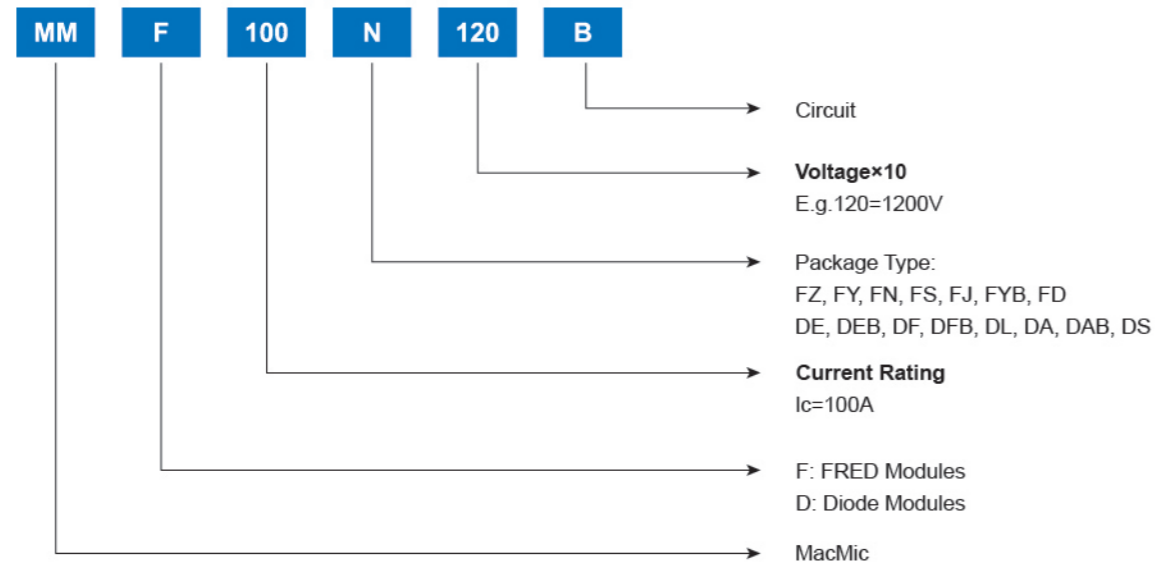 MM F 100 N 120 B
Circuit
Voltage×10
E.g.120=1200V
Package Type:
FZ, FY, FN, FS, FJ, FYB, FD
DE, DEB, DF, DFB, DL, DA, DAB, DS
Current Rating
Ic=100A
F: FRED Modules
D: Diode Modules
MacMic